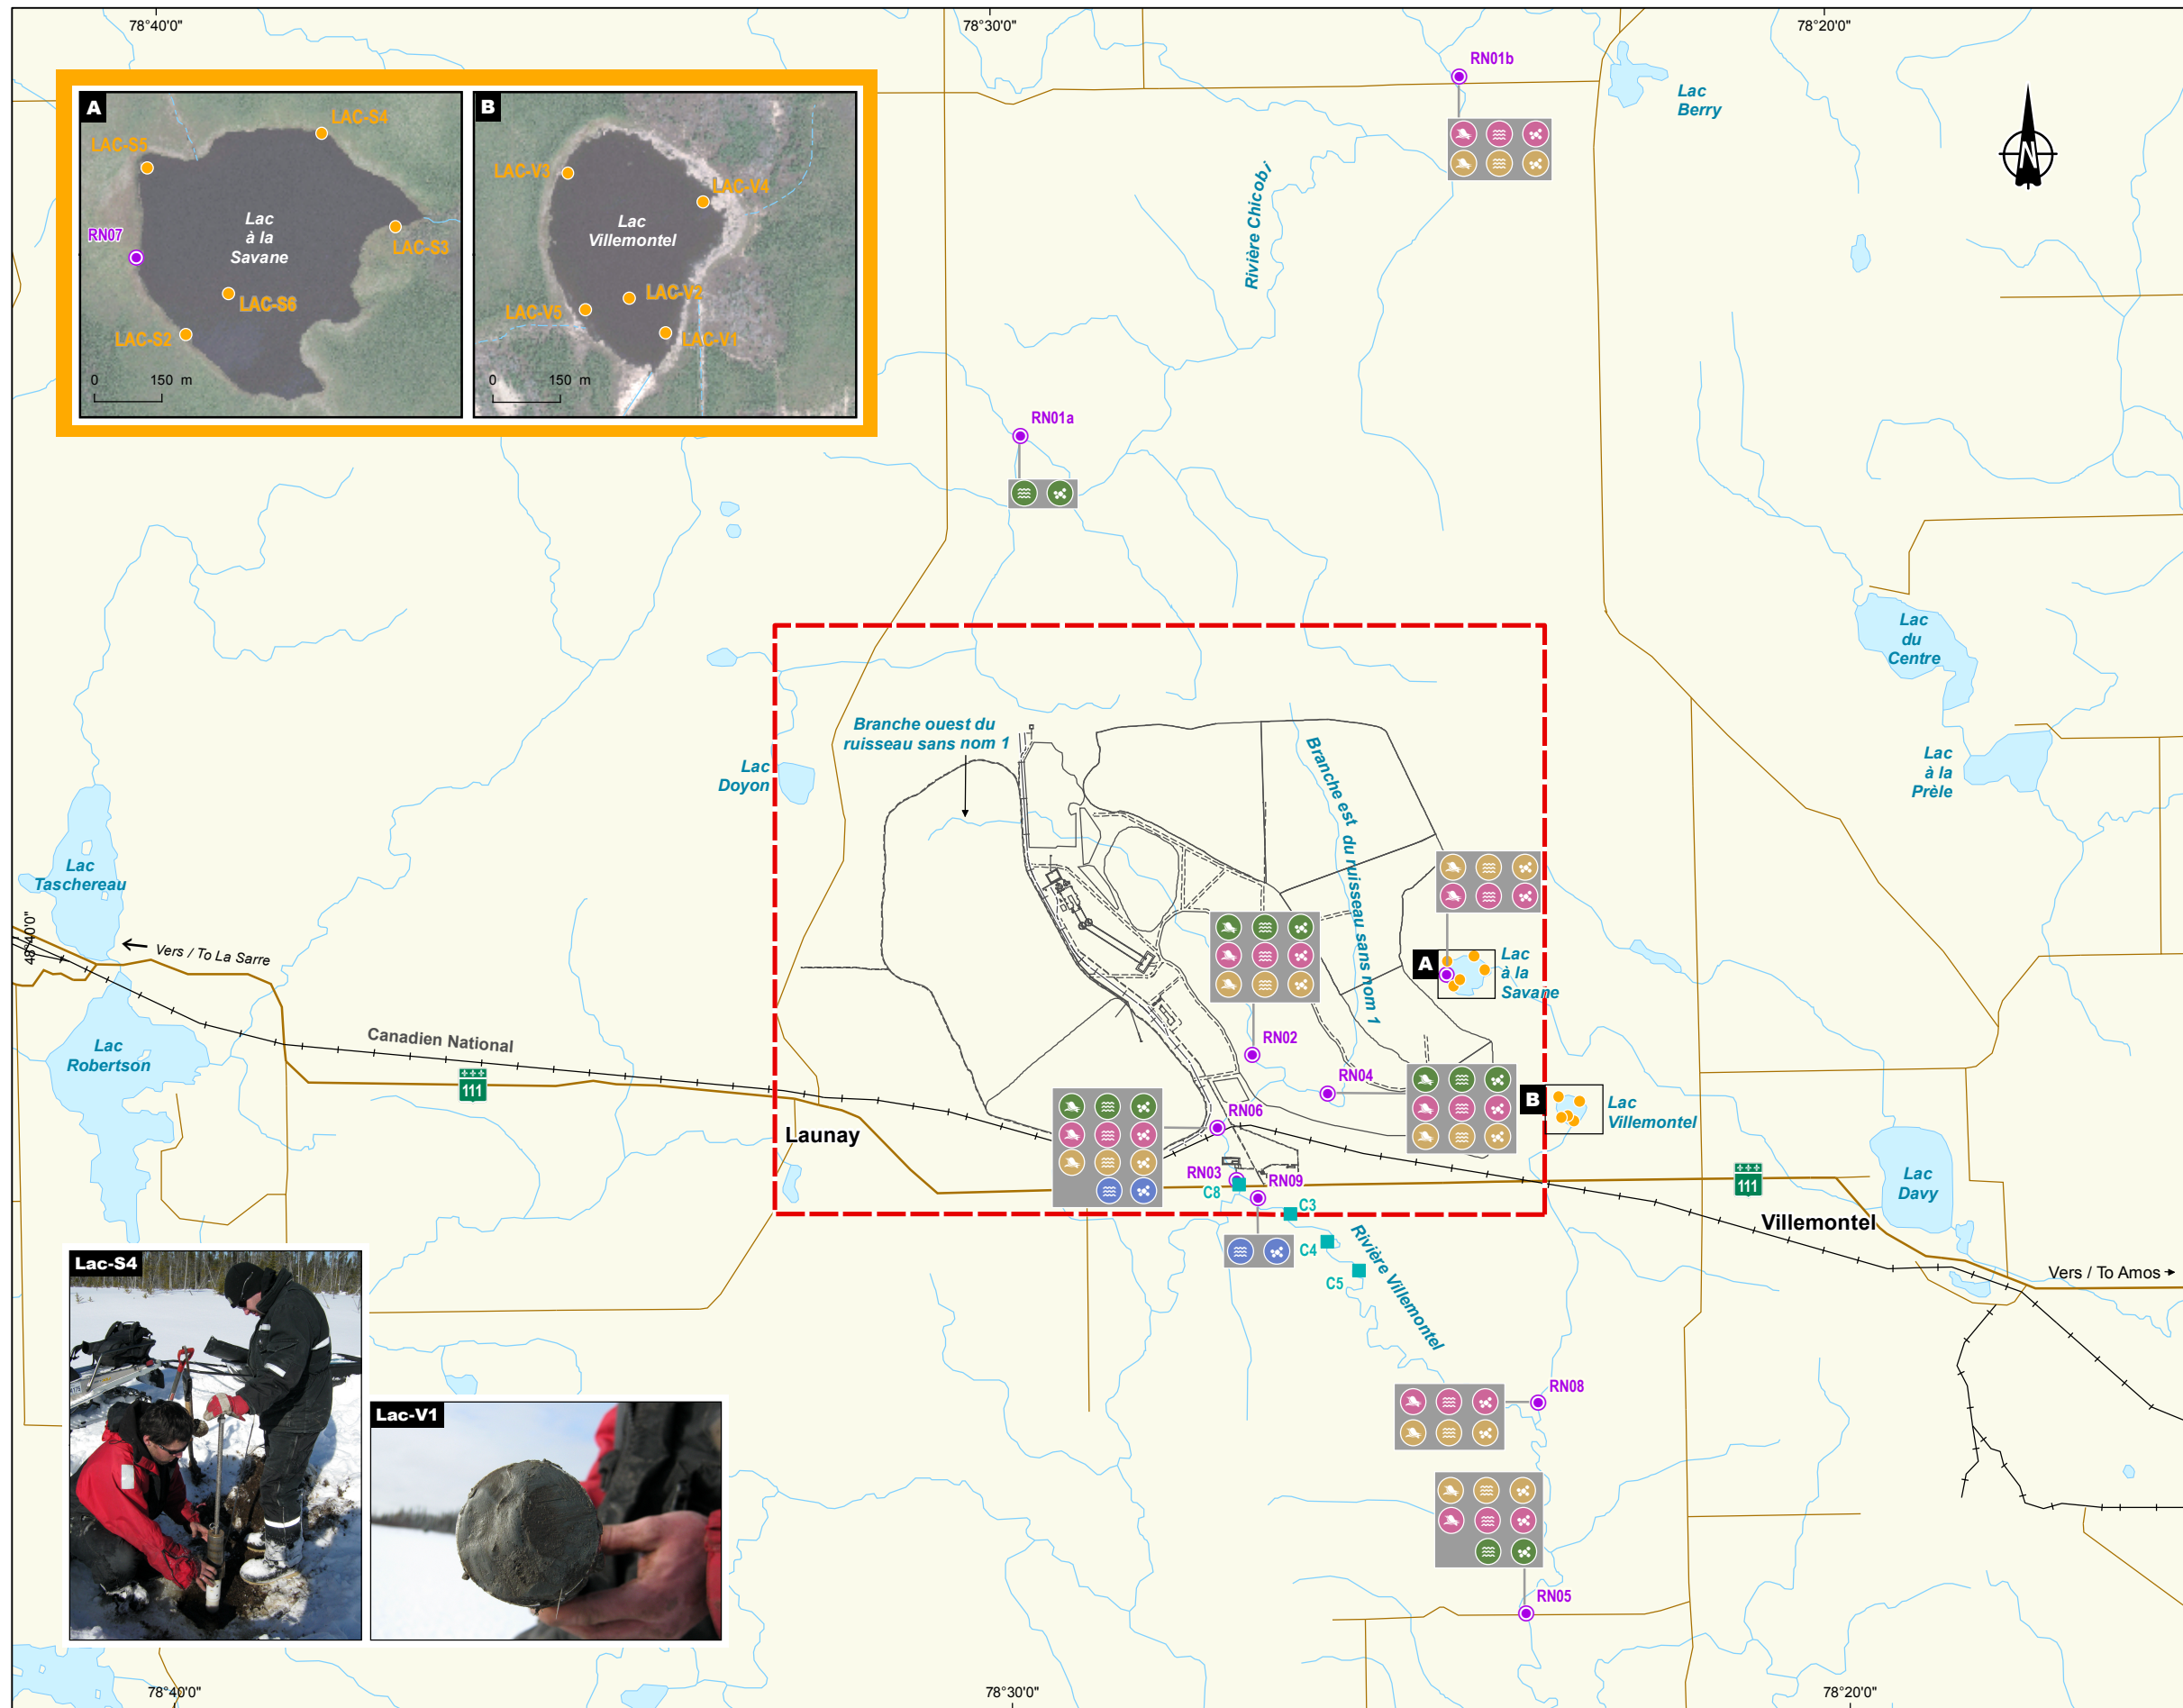 78°40'0"
78°30'0"
78°20'0"
RN01b
Lac
Berry
A
LAC-S4
LAC-S5
Lac
à la
Savane
RN07
LAC-S3
LAC-S6
LAC-S2
0 150 m
B
LAC-V3
LAC-V4
Lac
Villemontel
LAC-V2
LAC-V5
LAC-V1
0 150 m
N
Rivière Chicobi
RN01a
Lac
du
Centre
Branche ouest du
ruisseau sans nom 1
Branche est du ruisseau sans nom 1
Lac
Doyon
Lac
à la
Prèle
Lac
Taschereau
48°40'0"
Vers / To La Sarre
A
Lac
à la
Savane
Lac
Robertson
Canadien National
111
RN02
RN04
RN06
B
Lac
Villemontel
Launay
RN03
RN09
C8
C3
111
Lac
Davy
Villemontel
C4
C5
Rivière Villemontel
Vers / To Amos
Lac-S4
Lac-V1
RN08
RN05
78°40'0"
78°30'0"
78°20'0"